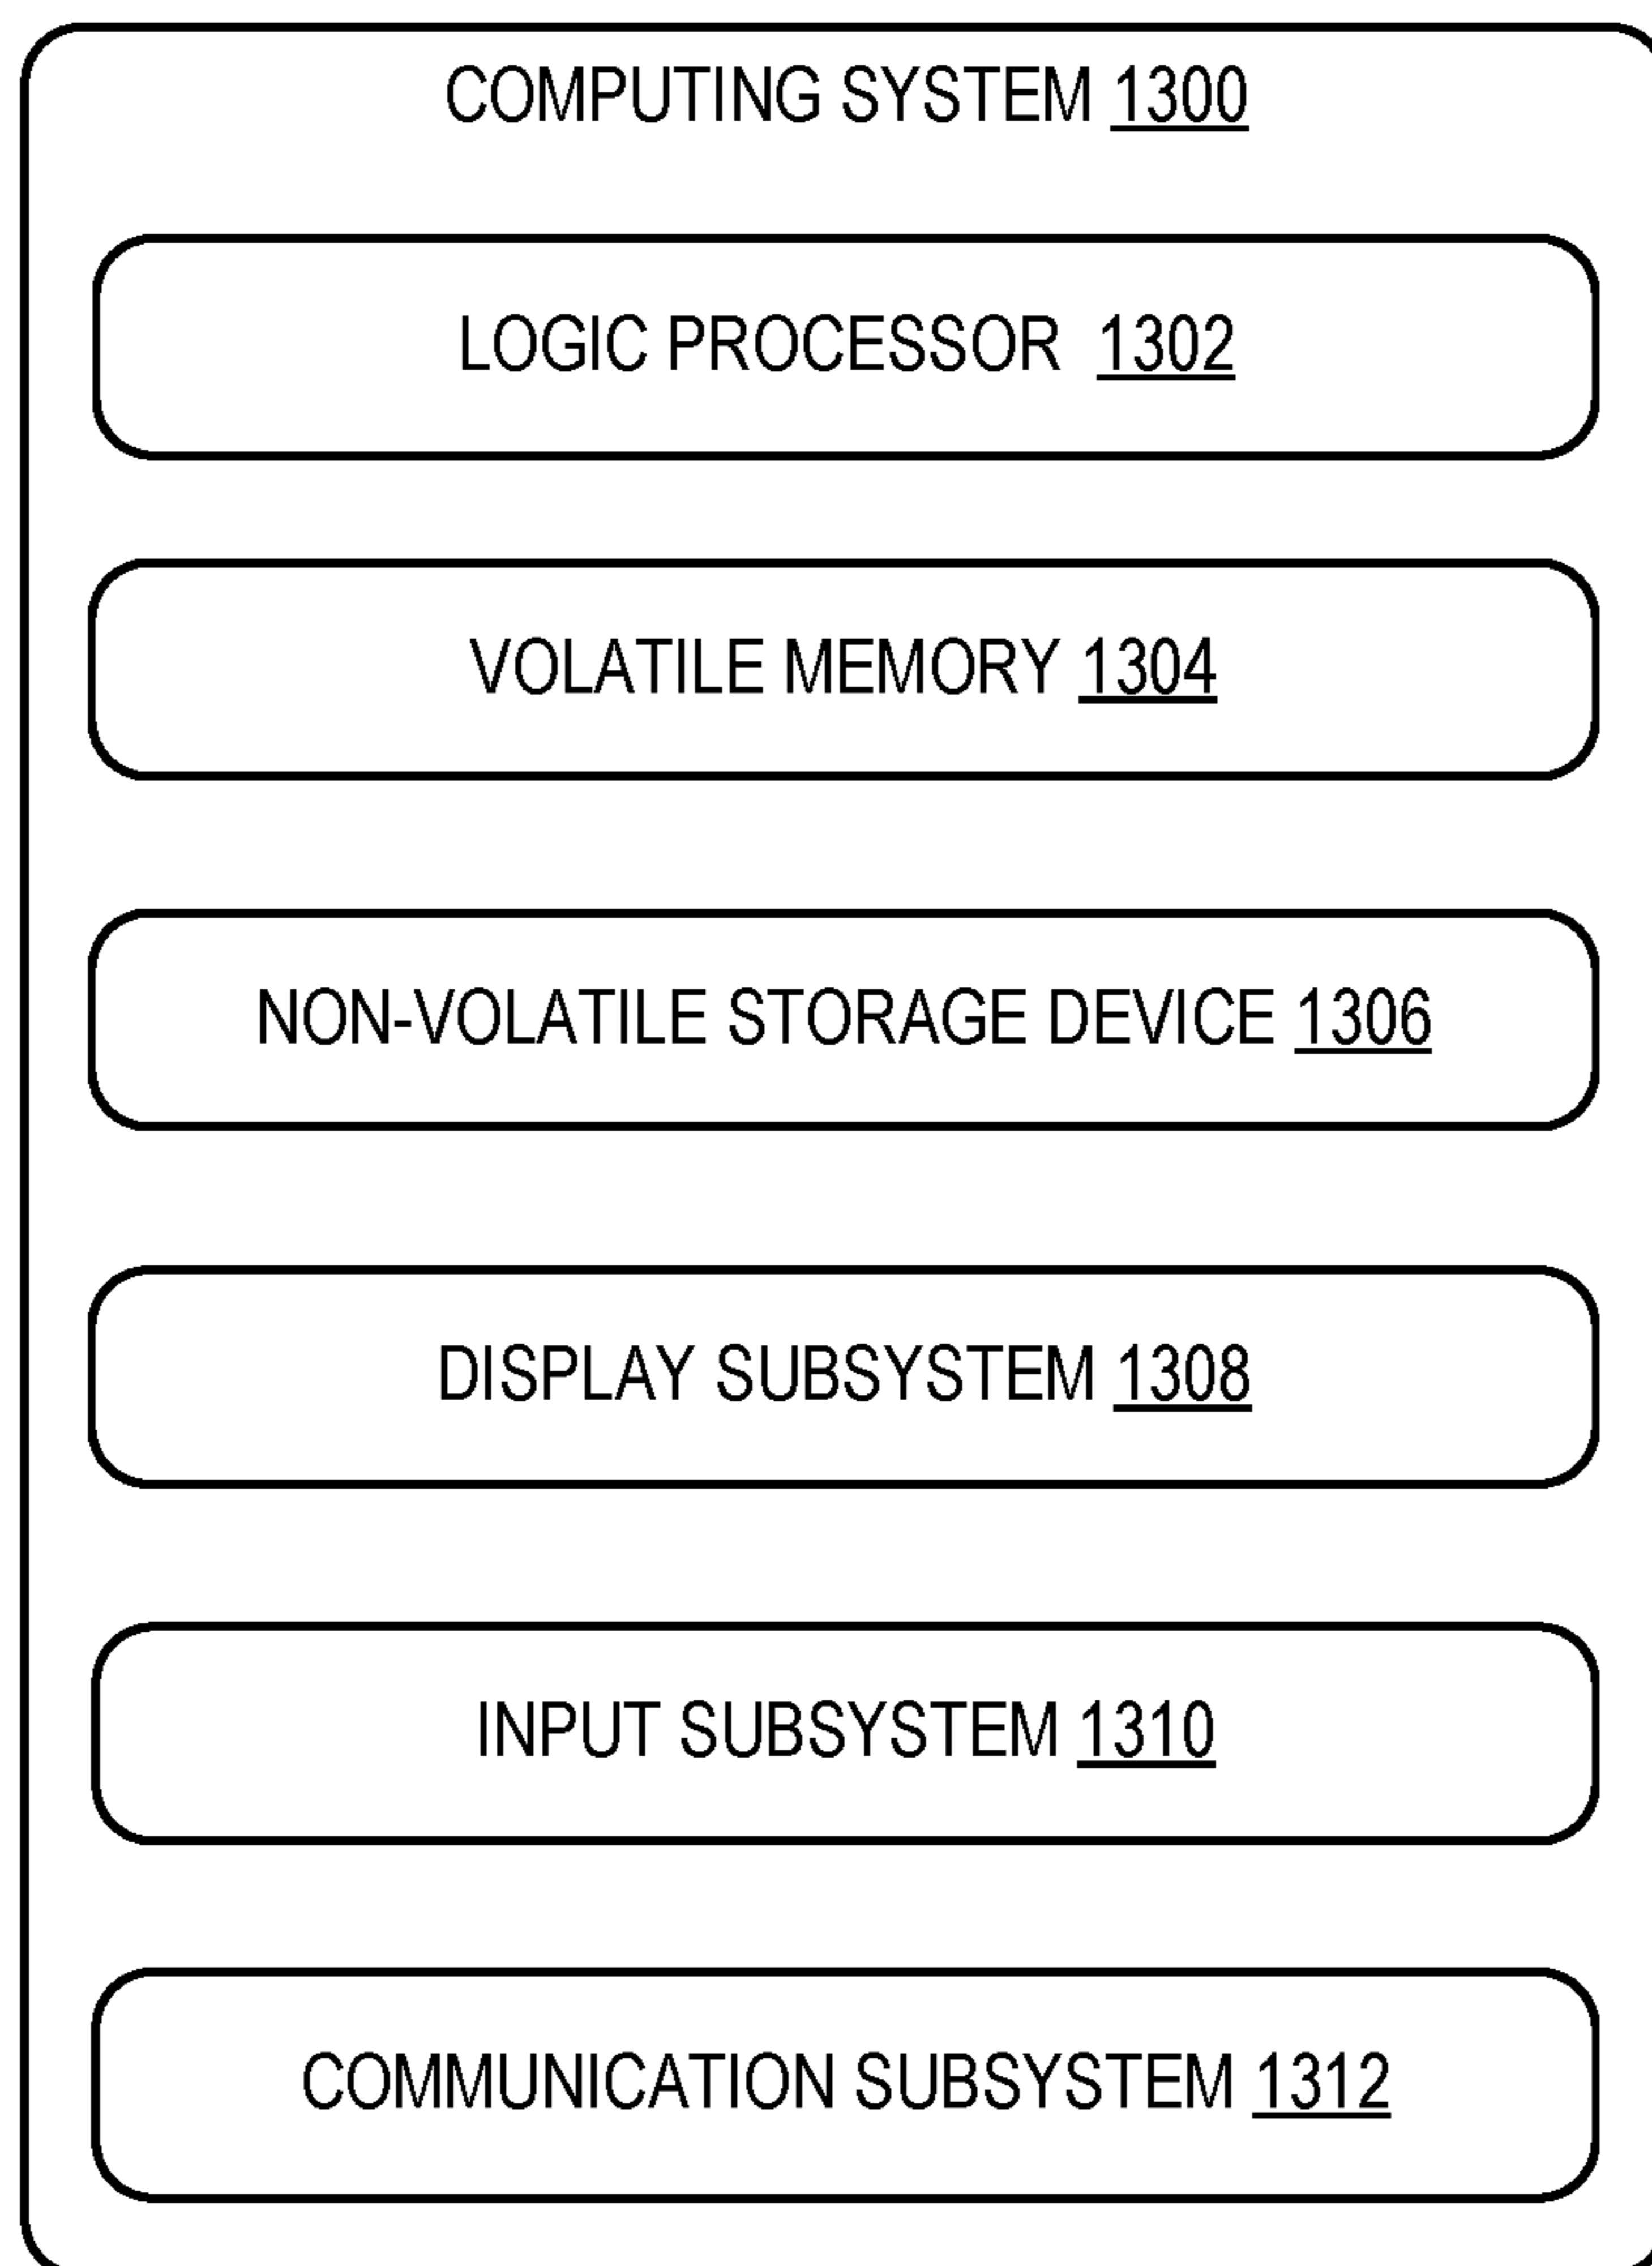 COMPUTING SYSTEM 1300
LOGIC PROCESSOR 1302
VOLATILE MEMORY 1304
NON-VOLATILE STORAGE DEVICE 1306
DISPLAY SUBSYSTEM 1308
INPUT SUBSYSTEM 1310
COMMUNICATION SUBSYSTEM 1312